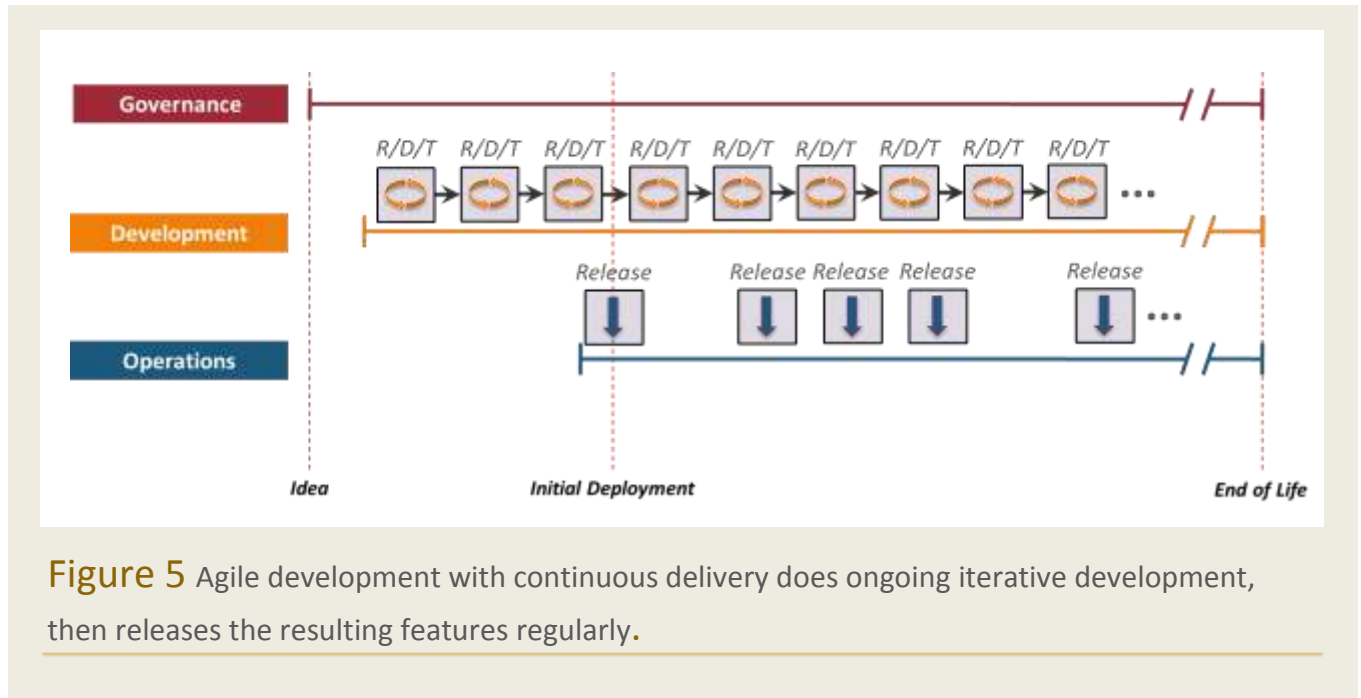 Governance
R/D/T R/D/T R/D/T R/D/T R/D/T R/D/T R/D/T R/D/T R/D/T
...
Development
Release Release Release Release Release
...
Operations
Idea Initial Deployment End of Life
Figure 5 Agile development with continuous delivery does ongoing iterative development,
then releases the resulting features regularly.